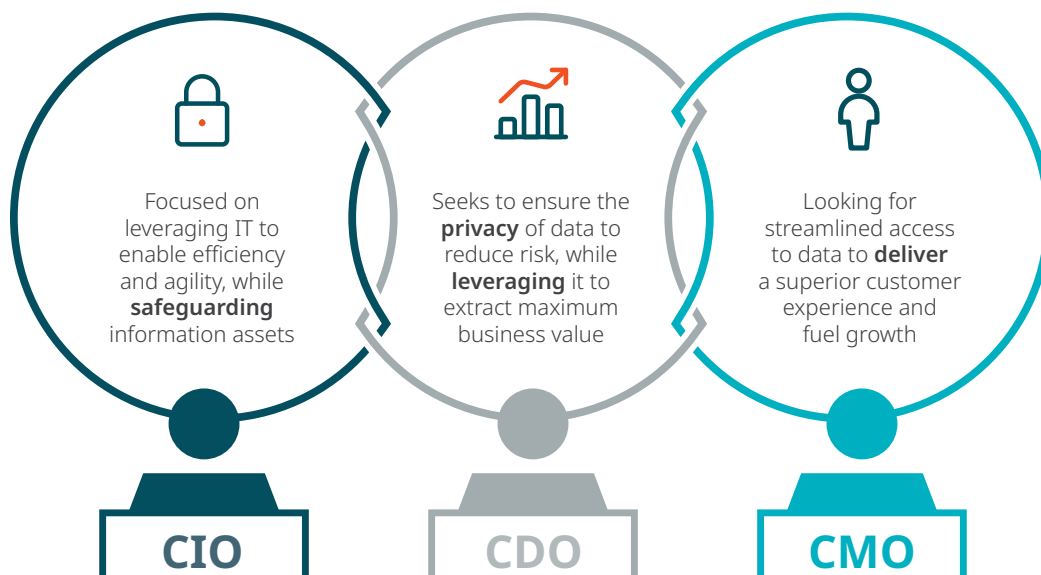 Focused on
leveraging IT to
enable efficiency
and agility, while
safeguarding
information assets
Seeks to ensure the
privacy of data to
reduce risk, while
leveraging it to
extract maximum
business value
Looking for
streamlined access
to data to deliver
a superior customer
experience and
fuel growth
CIO
CDO
CMO